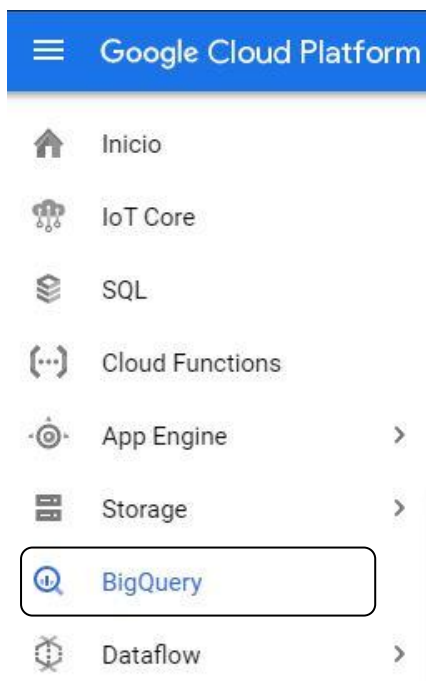 Google Cloud Platform
Inicio
IoT Core
SQL
Cloud Functions
App Engine
Storage
BigQuery
Dataflow